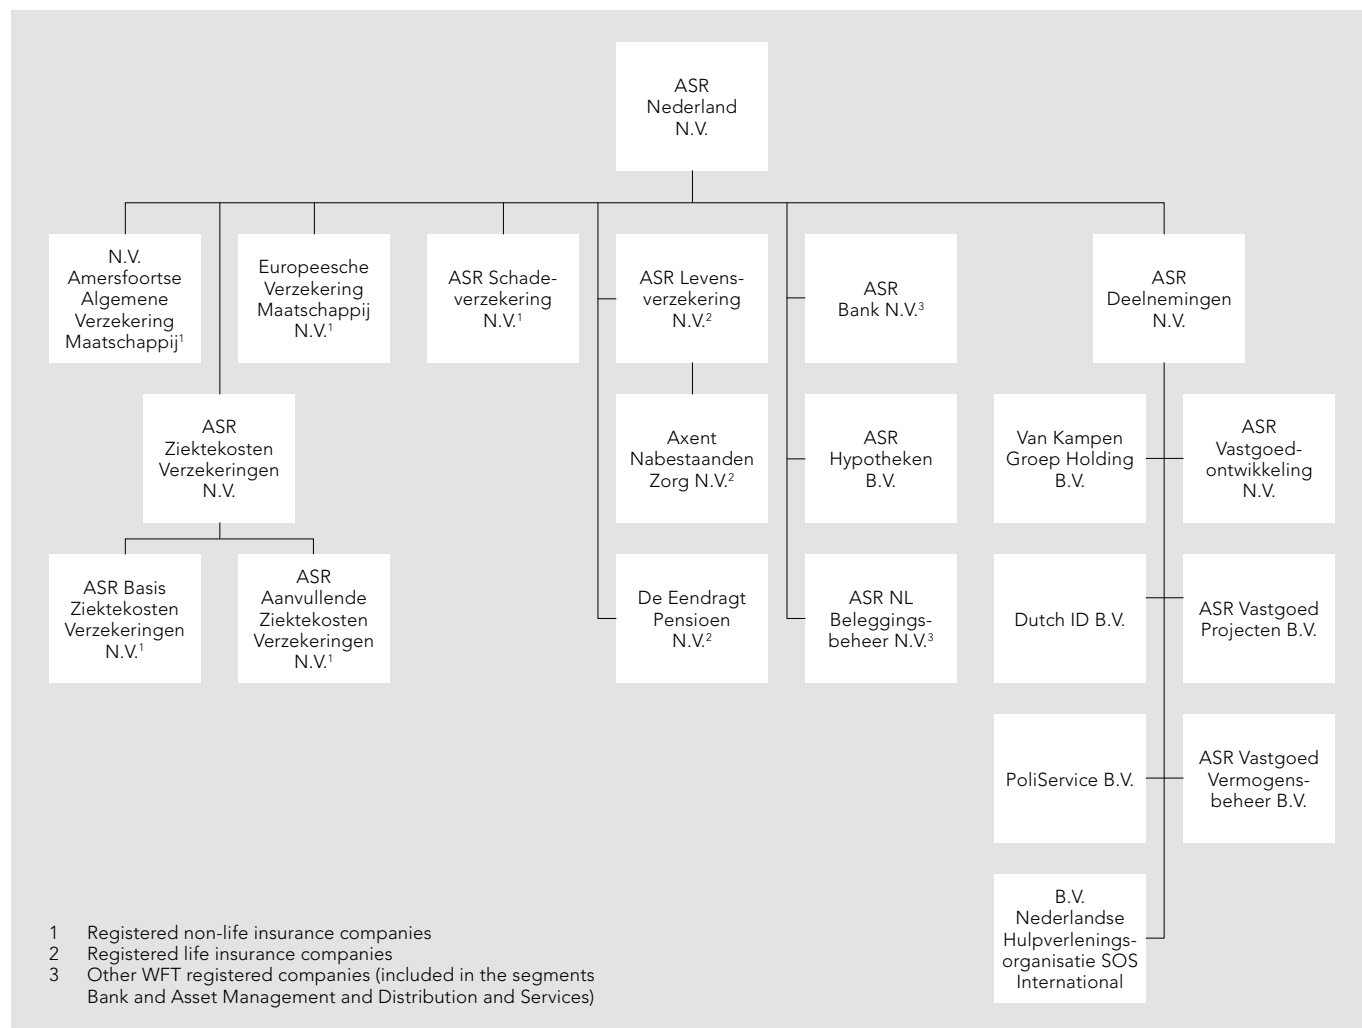 ASR
Nederland
N.V.
N.V.
Amersfoortse
Algemene
Verzekering
Maatschappij¹
Europeesche
Verzekering
Maatschappij
N.V.¹
ASR Schade-
verzekering
N.V.¹
ASR Levens-
verzekering
N.V.²
ASR
Bank N.V.³
ASR
Deelnemingen
N.V.
ASR
Ziektekosten
Verzekeringen
N.V.
Axent
Nabestaanden
Zorg N.V.²
ASR
Hypotheken
B.V.
Van Kampen
Groep Holding
B.V.
ASR
Vastgoed-
ontwikkeling
N.V.
ASR Basis
Ziektekosten
Verzekeringen
N.V.¹
ASR
Aanvullende
Ziektekosten
Verzekeringen
N.V.¹
De Eendragt
Pensioen
N.V.²
ASR NL
Beleggings-
beheer N.V.³
Dutch ID B.V.
ASR Vastgoed
Projecten B.V.
PoliService B.V.
ASR Vastgoed
Vermogens-
beheer B.V.
B.V.
Nederlandse
Hulpverlenings-
organisatie SOS
International
1 Registered non-life insurance companies
2 Registered life insurance companies
3 Other WFT registered companies (included in the segments
Bank and Asset Management and Distribution and Services)